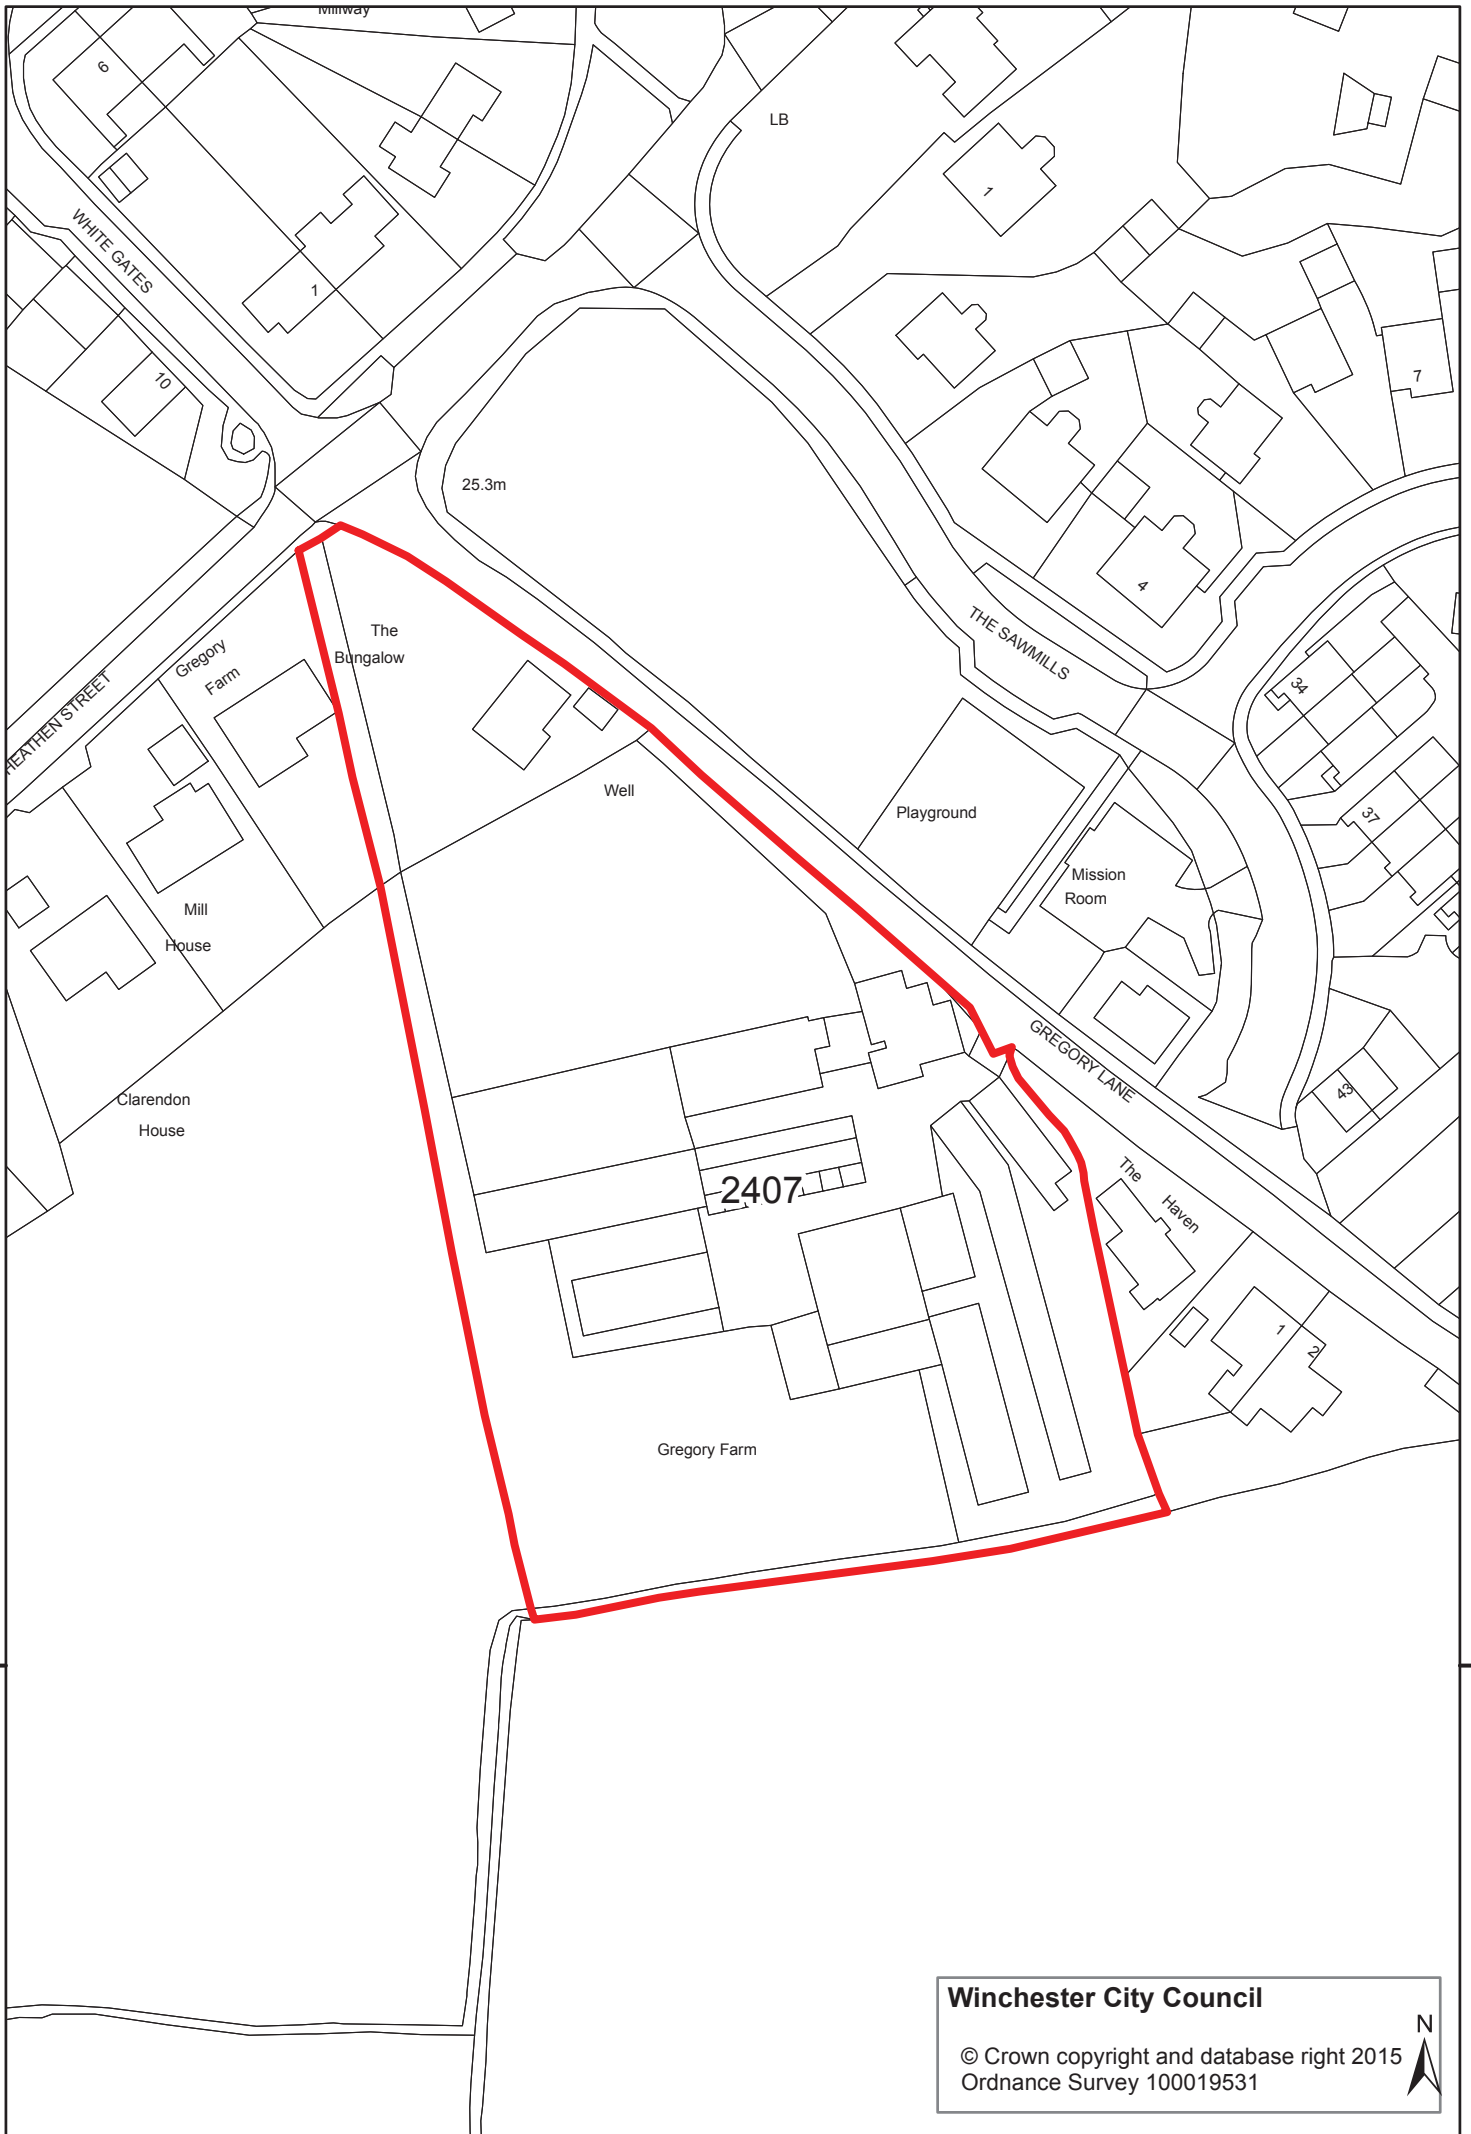 Millway
6
LB
1
WHITE GATES
1
10
7
25.3m
4
THE SAWMILLS
The
Bungalow
Gregory
Farm
34
HEATHEN STREET
Well
Playground
37
Mission
Room
Mill
House
GREGORY LANE
Clarendon
House
43
The
Haven
2407
1
2
Gregory Farm
Winchester City Council
N
© Crown copyright and database right 2015
Ordnance Survey 100019531